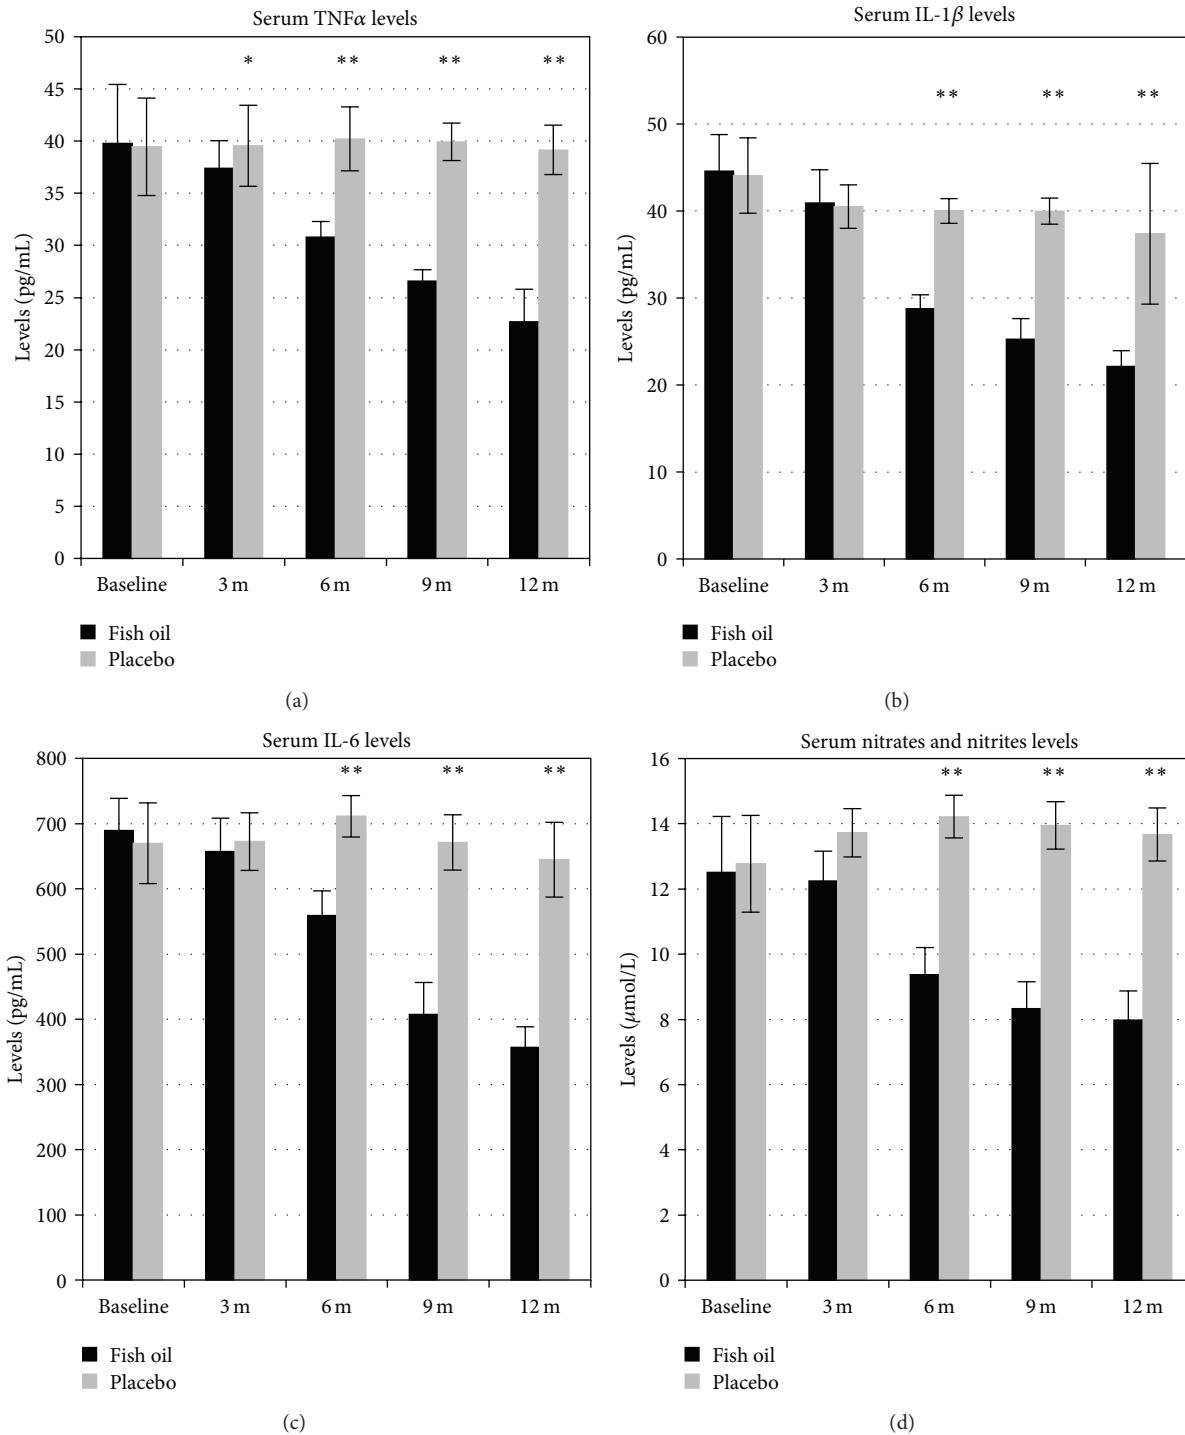 Serum TNFα levels
50
45
40
35
30
25
20
15
10
5
0
Levels (pg/mL)
* ** ** **
Baseline 3 m 6 m 9 m 12 m
Fish oil
Placebo
(a)
Serum IL-1β levels
60
50
40
30
20
10
0
Levels (pg/mL)
** ** **
Baseline 3 m 6 m 9 m 12 m
Fish oil
Placebo
(b)
Serum IL-6 levels
800
700
600
500
400
300
200
100
0
Levels (pg/mL)
** ** **
Baseline 3 m 6 m 9 m 12 m
Fish oil
Placebo
(c)
Serum nitrates and nitrites levels
16
14
12
10
8
6
4
2
0
Levels (μmol/L)
** ** **
Baseline 3 m 6 m 9 m 12 m
Fish oil
Placebo
(d)